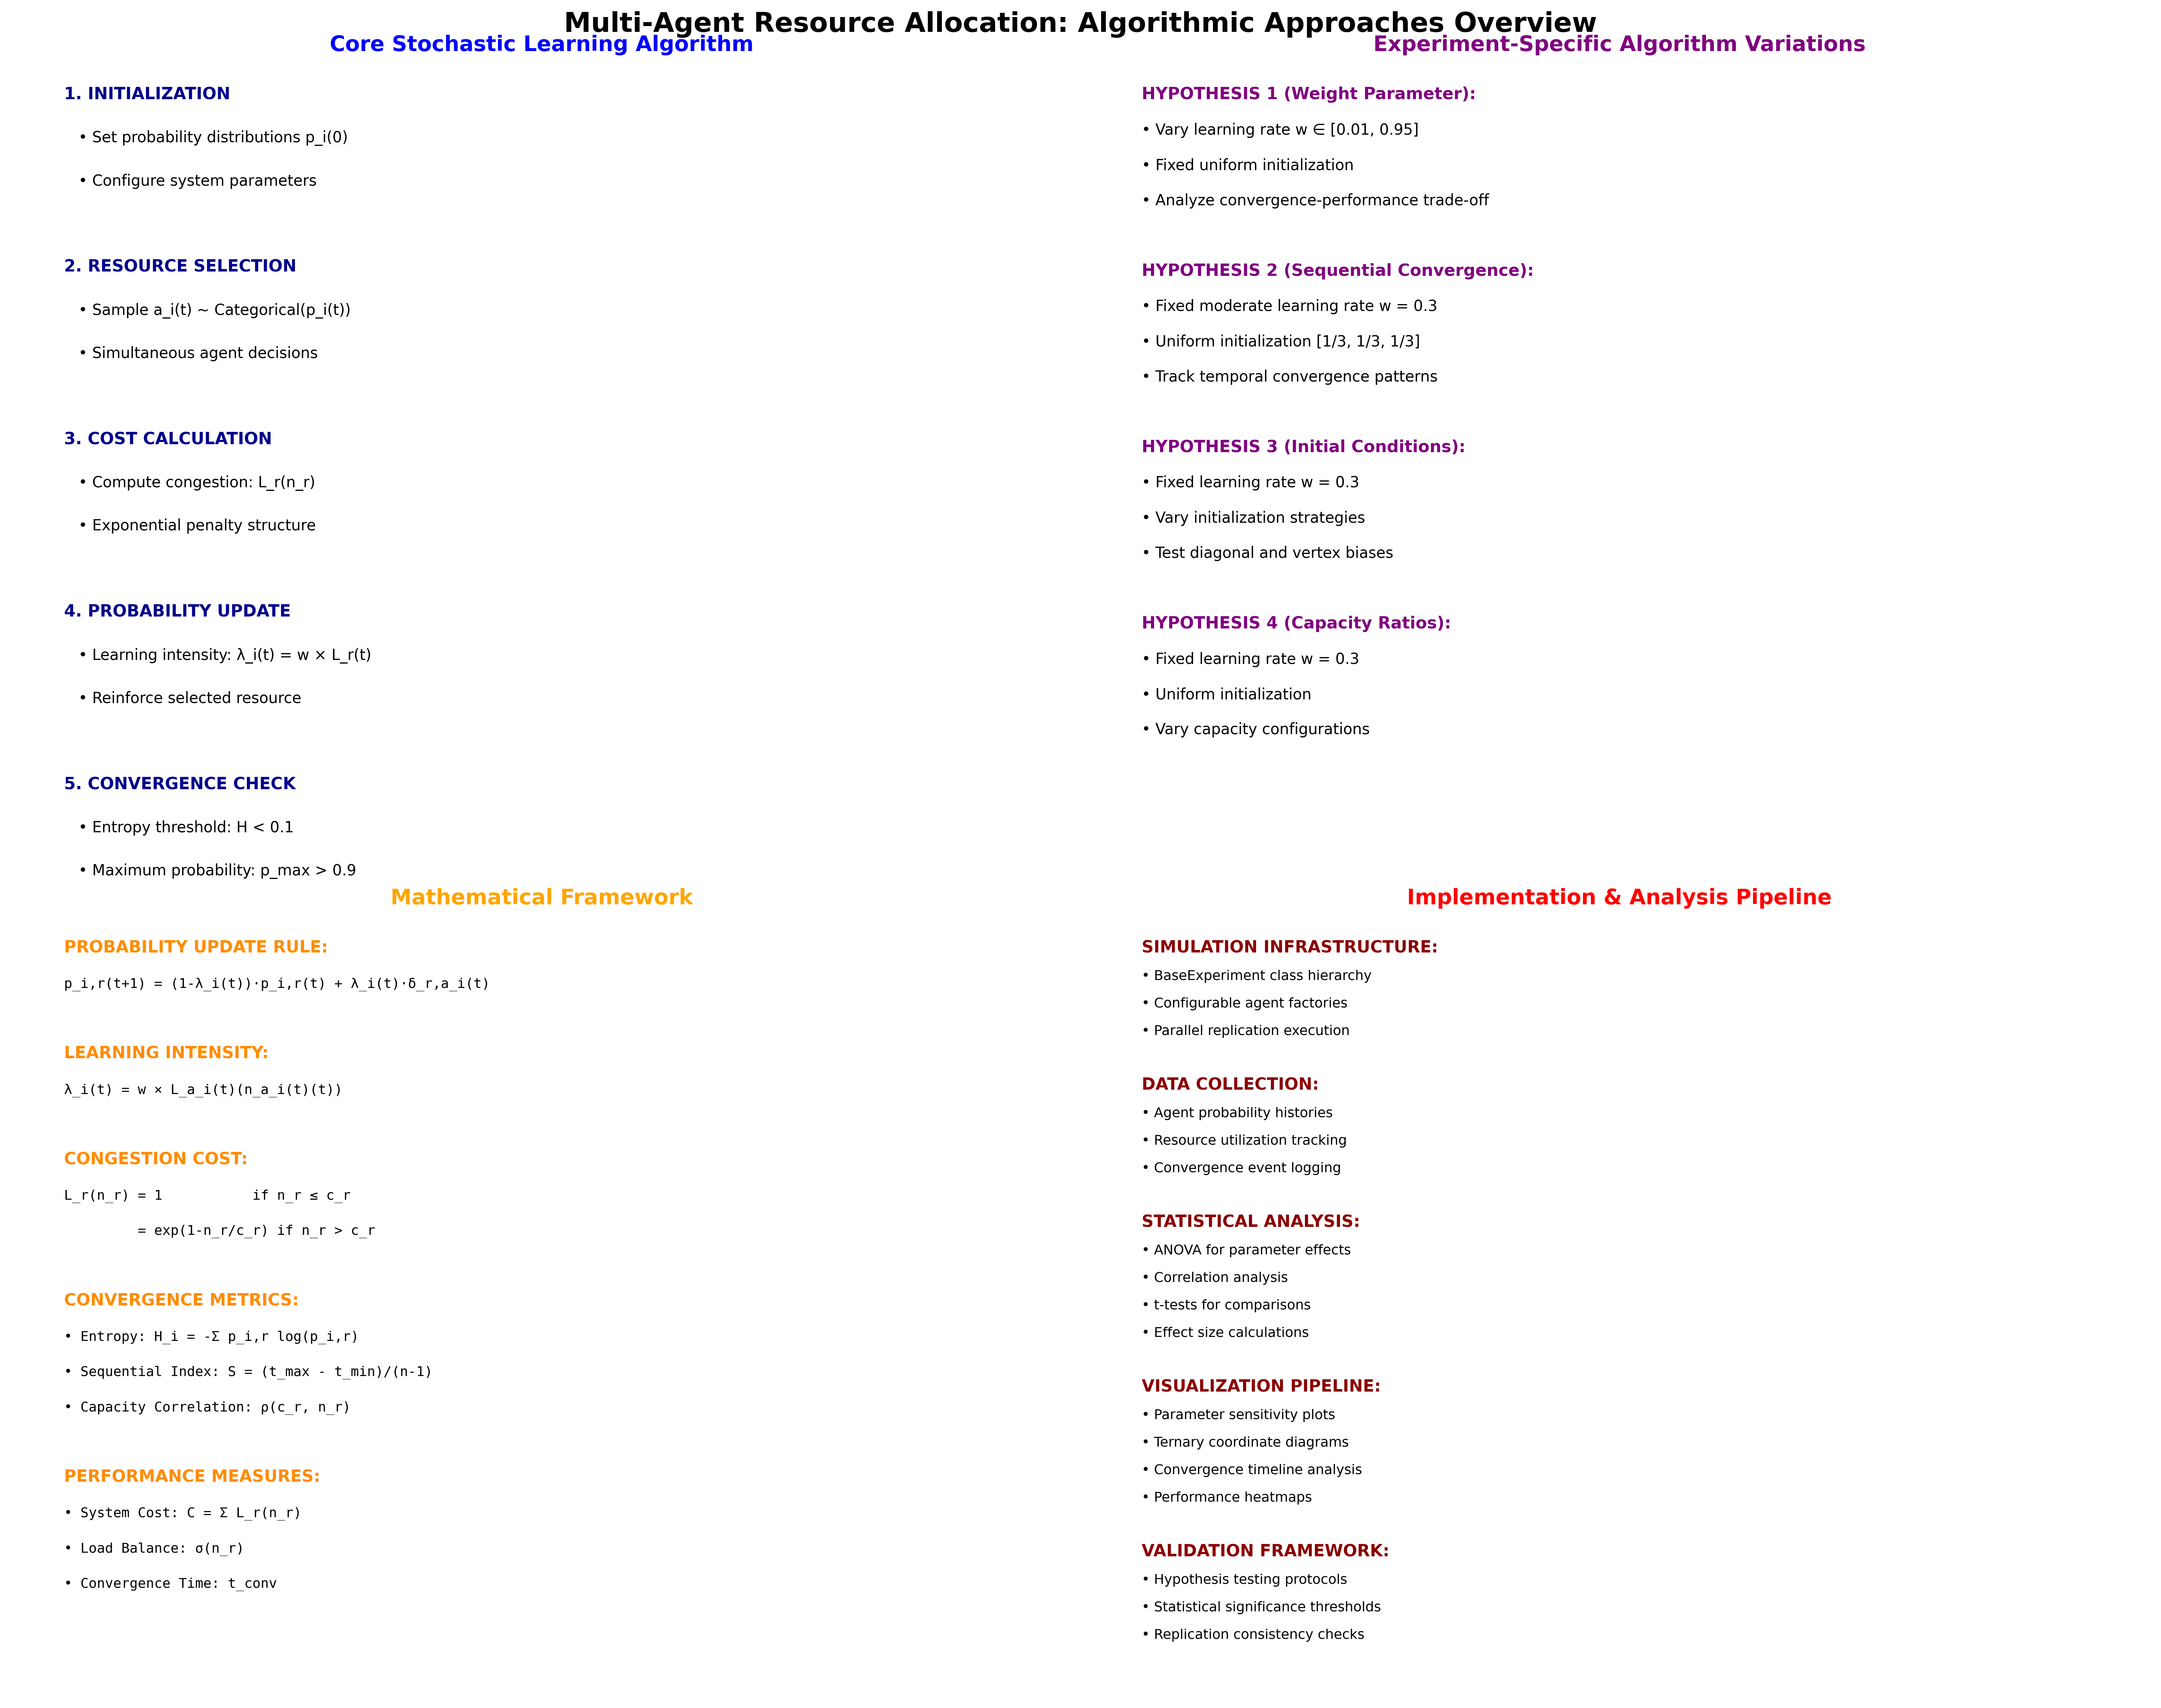 Multi-Agent Resource Allocation: Algorithmic Approaches Overview
Core Stochastic Learning Algorithm
1. INITIALIZATION
• Set probability distributions p_i(0)
• Configure system parameters
2. RESOURCE SELECTION
• Sample a_i(t) ~ Categorical(p_i(t))
• Simultaneous agent decisions
3. COST CALCULATION
• Compute congestion: L_r(n_r)
• Exponential penalty structure
4. PROBABILITY UPDATE
• Learning intensity: λ_i(t) = w × L_r(t)
• Reinforce selected resource
5. CONVERGENCE CHECK
• Entropy threshold: H < 0.1
• Maximum probability: p_max > 0.9
Experiment-Specific Algorithm Variations
HYPOTHESIS 1 (Weight Parameter):
• Vary learning rate w ∈ [0.01, 0.95]
• Fixed uniform initialization
• Analyze convergence-performance trade-off
HYPOTHESIS 2 (Sequential Convergence):
• Fixed moderate learning rate w = 0.3
• Uniform initialization [1/3, 1/3, 1/3]
• Track temporal convergence patterns
HYPOTHESIS 3 (Initial Conditions):
• Fixed learning rate w = 0.3
• Vary initialization strategies
• Test diagonal and vertex biases
HYPOTHESIS 4 (Capacity Ratios):
• Fixed learning rate w = 0.3
• Uniform initialization
• Vary capacity configurations
Mathematical Framework
PROBABILITY UPDATE RULE:
p_i,r(t+1) = (1-λ_i(t))·p_i,r(t) + λ_i(t)·δ_r,a_i(t)
LEARNING INTENSITY:
λ_i(t) = w × L_a_i(t)(n_a_i(t)(t))
CONGESTION COST:
L_r(n_r) = 1           if n_r ≤ c_r
= exp(1-n_r/c_r) if n_r > c_r
CONVERGENCE METRICS:
• Entropy: H_i = -Σ p_i,r log(p_i,r)
• Sequential Index: S = (t_max - t_min)/(n-1)
• Capacity Correlation: ρ(c_r, n_r)
PERFORMANCE MEASURES:
• System Cost: C = Σ L_r(n_r)
• Load Balance: σ(n_r)
• Convergence Time: t_conv
Implementation & Analysis Pipeline
SIMULATION INFRASTRUCTURE:
• BaseExperiment class hierarchy
• Configurable agent factories
• Parallel replication execution
DATA COLLECTION:
• Agent probability histories
• Resource utilization tracking
• Convergence event logging
STATISTICAL ANALYSIS:
• ANOVA for parameter effects
• Correlation analysis
• t-tests for comparisons
• Effect size calculations
VISUALIZATION PIPELINE:
• Parameter sensitivity plots
• Ternary coordinate diagrams
• Convergence timeline analysis
• Performance heatmaps
VALIDATION FRAMEWORK:
• Hypothesis testing protocols
• Statistical significance thresholds
• Replication consistency checks